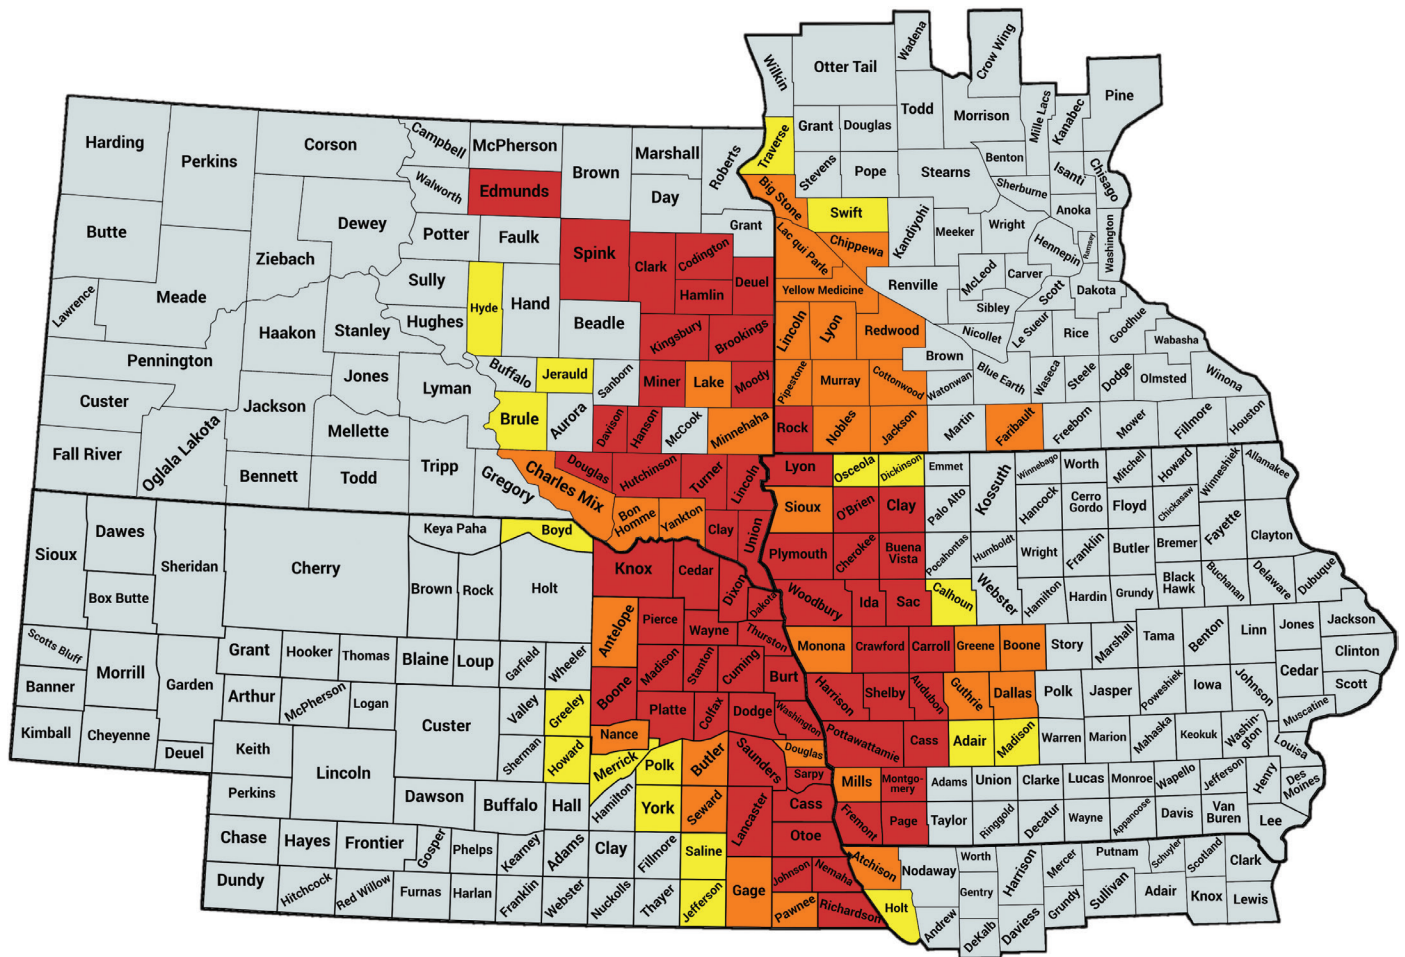 Harding
Perkins
Corson
Campbell
McPherson
Brown
Marshall
Roberts
Walworth
Edmunds
Day
Grant
Butte
Dewey
Ziebach
Potter
Faulk
Spink
Clark
Codington
Hamlin
Deuel
Lawrence
Meade
Sully
Hyde
Hand
Beadle
Kingsbury
Brookings
Haakon
Stanley
Hughes
Pennington
Custer
Jackson
Jones
Lyman
Buffalo
Jerauld
Sanborn
Miner
Lake
Moody
Fall River
Oglala Lakota
Bennett
Mellette
Todd
Tripp
Gregory
Brule
Aurora
Davison
Hanson
McCook
Minnehaha
Charles Mix
Douglas
Hutchinson
Turner
Lincoln
Bon
Homme
Yankton
Clay
Union
Wilkin
Otter Tail
Wadena
Crow Wing
Pine
Traverse
Grant
Douglas
Todd
Morrison
Mille Lacs
Kanabec
Stevens
Pope
Stearns
Benton
Sherburne
Isanti
Chisago
Big Stone
Swift
Kandiyohi
Meeker
Wright
Anoka
Hennepin
Ramsey
Washington
Lac qui Parle
Chippewa
Yellow Medicine
Renville
McLeod
Carver
Scott
Dakota
Sibley
Nicollet
Le Sueur
Rice
Goodhue
Wabasha
Lincoln
Lyon
Redwood
Brown
Pipestone
Murray
Cottonwood
Watonwan
Blue Earth
Waseca
Steele
Dodge
Olmsted
Winona
Rock
Nobles
Jackson
Martin
Faribault
Freeborn
Mower
Fillmore
Houston
Lyon
Osceola
Dickinson
Emmet
Kossuth
Winnebago
Worth
Mitchell
Howard
Winneshiek
Allamakee
Sioux
O'Brien
Clay
Palo Alto
Hancock
Cerro
Gordo
Floyd
Chickasaw
Fayette
Clayton
Plymouth
Cherokee
Buena
Vista
Pocahontas
Humboldt
Wright
Franklin
Butler
Bremer
Woodbury
Ida
Sac
Calhoun
Webster
Hamilton
Hardin
Grundy
Black
Hawk
Buchanan
Delaware
Dubuque
Monona
Crawford
Carroll
Greene
Boone
Story
Marshall
Tama
Benton
Linn
Jones
Jackson
Clinton
Cedar
Scott
Harrison
Shelby
Audubon
Guthrie
Dallas
Polk
Jasper
Poweshiek
Iowa
Johnson
Muscatine
Pottawattamie
Cass
Adair
Madison
Warren
Marion
Mahaska
Keokuk
Washin-
gton
Louisa
Mills
Montgo-
mery
Adams
Union
Clarke
Lucas
Monroe
Wapello
Jefferson
Henry
Des
Moines
Fremont
Page
Taylor
Ringgold
Decatur
Wayne
Appanoose
Davis
Van
Buren
Lee
Sioux
Dawes
Box Butte
Sheridan
Cherry
Keya Paha
Boyd
Brown
Rock
Holt
Knox
Cedar
Dixon
Dakota
Antelope
Pierce
Wayne
Thurston
Scotts Bluff
Banner
Kimball
Morrill
Cheyenne
Garden
Deuel
Grant
Hooker
Thomas
Blaine
Loup
Garfield
Wheeler
Arthur
McPherson
Logan
Custer
Valley
Greeley
Boone
Madison
Stanton
Cuming
Burt
Keith
Lincoln
Sherman
Howard
Nance
Platte
Colfax
Dodge
Washington
Merrick
Polk
Butler
Saunders
Douglas
Sarpy
Perkins
Dawson
Buffalo
Hall
Hamilton
York
Seward
Lancaster
Cass
Otoe
Chase
Hayes
Frontier
Gosper
Phelps
Kearney
Adams
Clay
Fillmore
Saline
Gage
Johnson
Nemaha
Dundy
Hitchcock
Red Willow
Furnas
Harlan
Franklin
Webster
Nuckolls
Thayer
Jefferson
Pawnee
Richardson
Atchison
Holt
Nodaway
Andrew
Worth
Gentry
DeKalb
Harrison
Daviess
Mercer
Grundy
Putnam
Sullivan
Schuyler
Adair
Scotland
Knox
Clark
Lewis